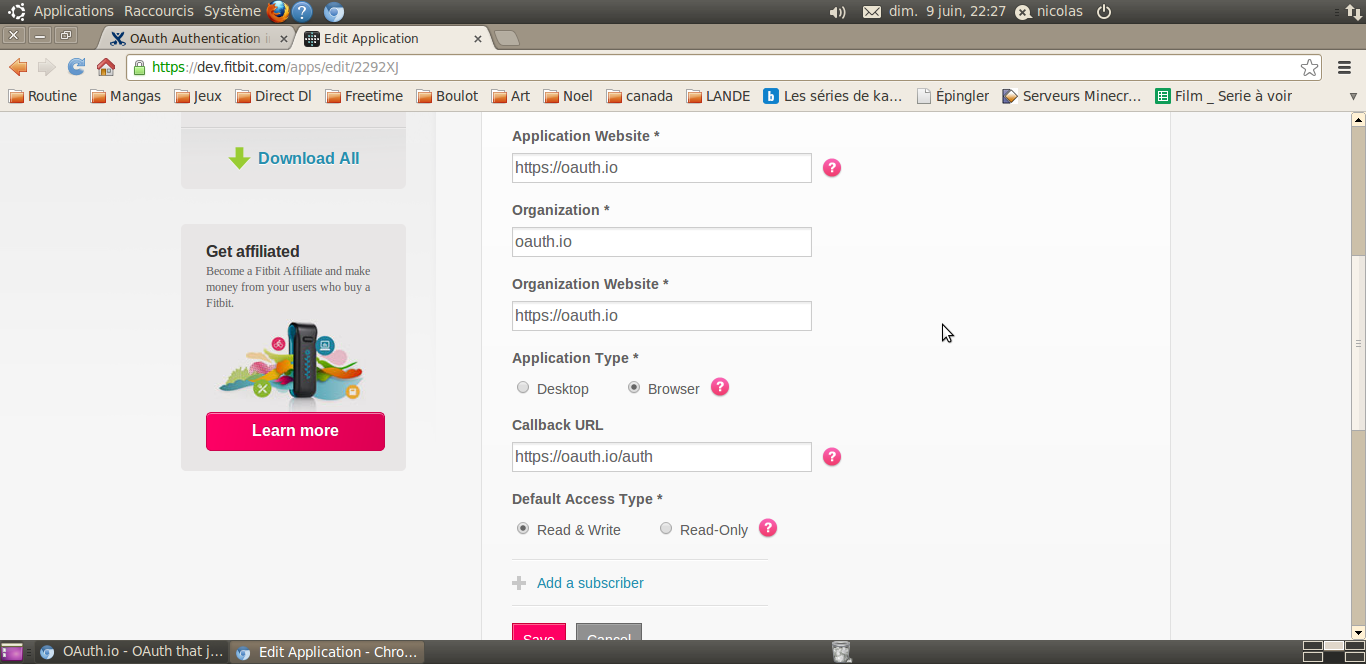 Applications Raccourcis Système dim. 9 juin, 22:27 nicolas
OAuth Authentication i Edit Application
https://dev.fitbit.com/apps/edit/2292XJ
Routine Mangas Jeux Direct Dl Freetime Boulot Art Noel canada LANDE Les séries de ka... Épingler Serveurs Minecr... Film _ Serie à voir
Download All
Get affiliated
Become a Fitbit Affiliate and make
money from your users who buy a
Fitbit.
Learn more
Application Website *
https://oauth.io
Organization *
oauth.io
Organization Website *
https://oauth.io
Application Type *
Desktop Browser
Callback URL
https://oauth.io/auth
Default Access Type *
Read & Write Read-Only
Add a subscriber
Save Cancel
OAuth.io - OAuth that j... Edit Application - Chro...